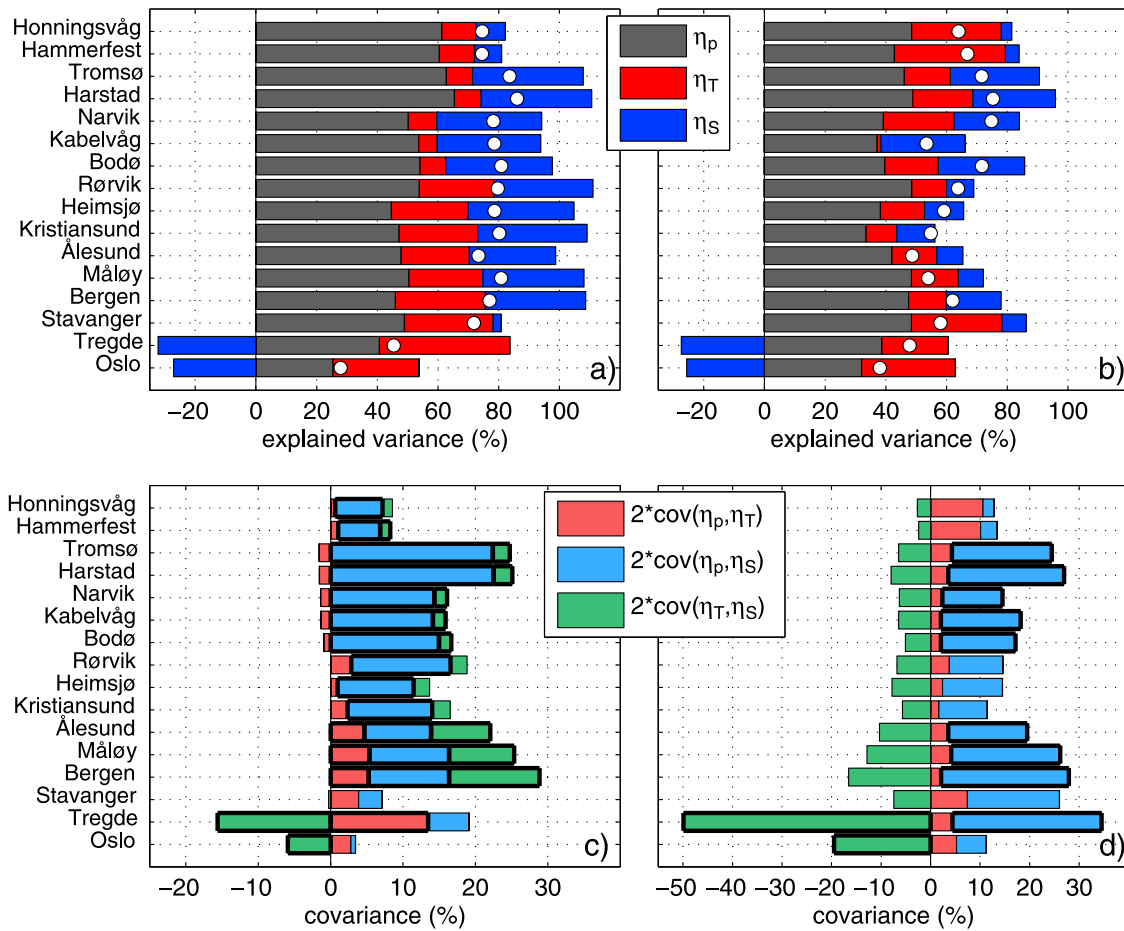 Honningsvåg
Hammerfest
Tromsø
Harstad
Narvik
Kabelvåg
Bodø
Rørvik
Heimsjø
Kristiansund
Ålesund
Måløy
Bergen
Stavanger
Tregde
Oslo
ηp
ηT
ηS
a)
−20 0 20 40 60 80 100
explained variance (%)
b)
−20 0 20 40 60 80 100
explained variance (%)
Honningsvåg
Hammerfest
Tromsø
Harstad
Narvik
Kabelvåg
Bodø
Rørvik
Heimsjø
Kristiansund
Ålesund
Måløy
Bergen
Stavanger
Tregde
Oslo
2*cov(ηp,ηT)
2*cov(ηp,ηS)
2*cov(ηT,ηS)
c)
−20 −10 0 10 20 30
covariance (%)
d)
−50 −40 −30 −20 −10 0 10 20 30
covariance (%)